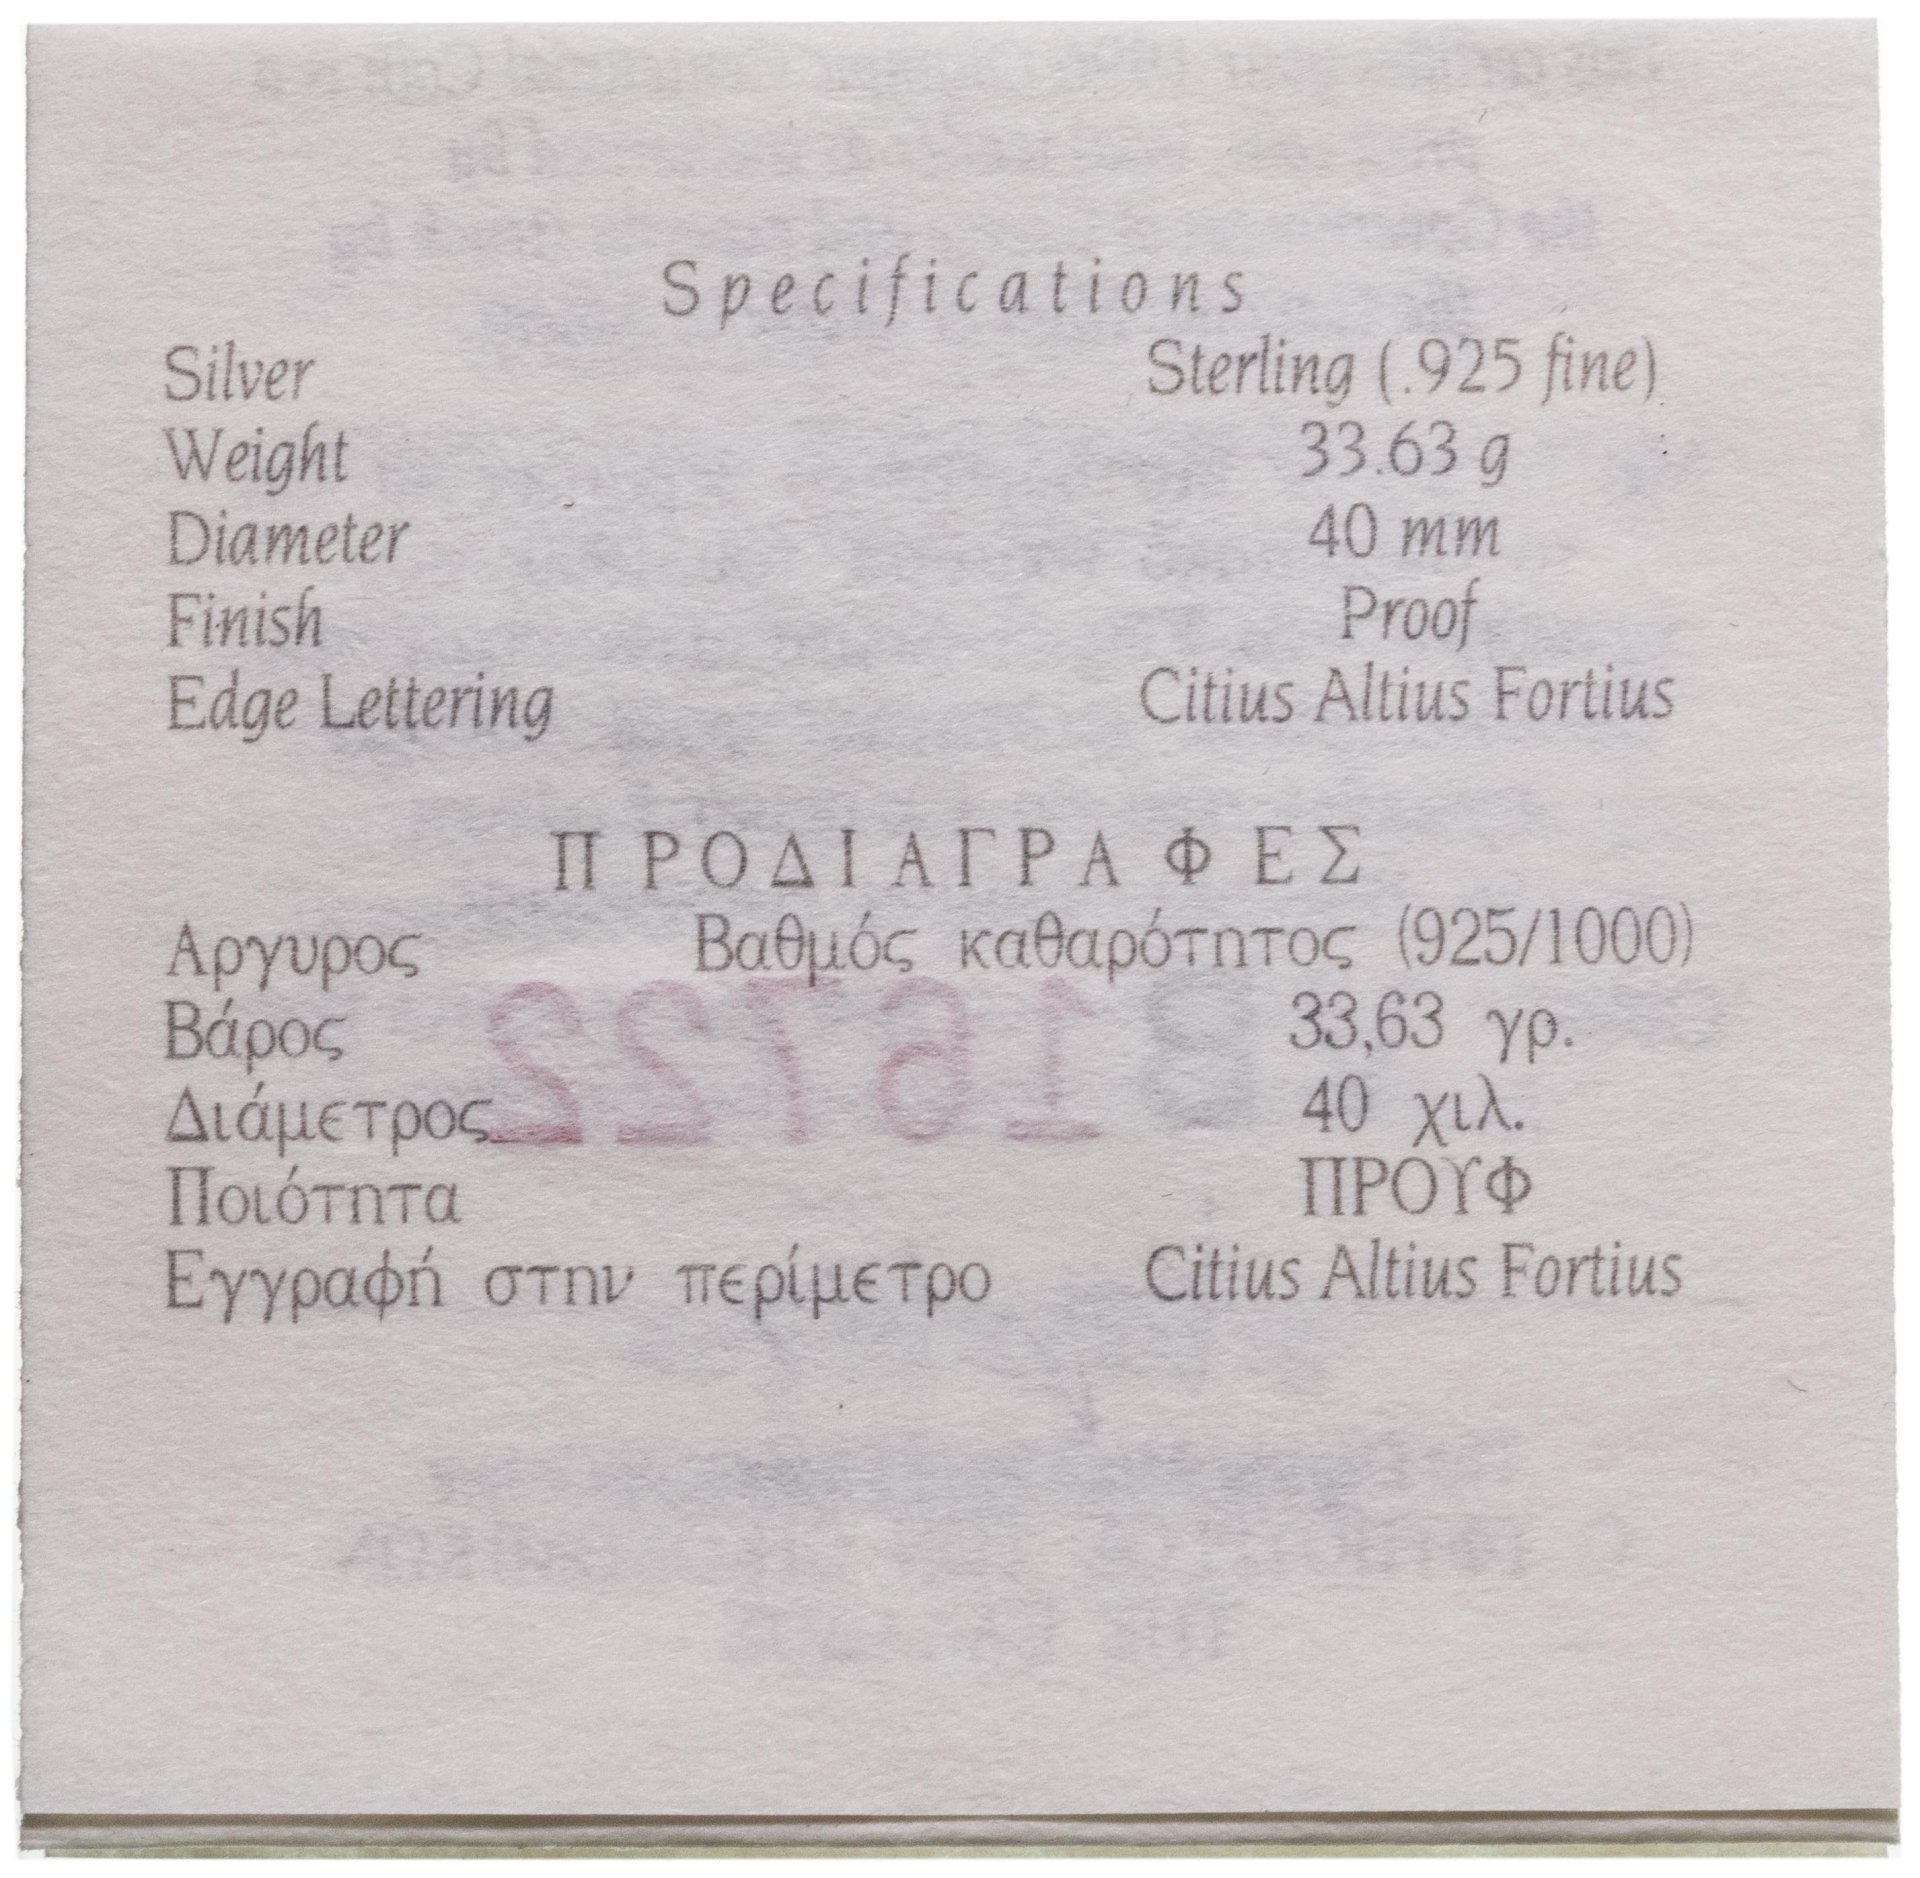 Specifications
Silver Sterling (.925 fine)
Weight 33.63 g
Diameter 40 mm
Finish Proof
Edge Lettering Citius Altius Fortius
ΠΡΟΔΙΑΓΡΑΦΕΣ
Αργυρος Βαθμός καθαρότητος (925/1000)
Βάρος 33,63 γρ.
Διάμετρος 40 χιλ.
Ποιότητα ΠΡΟΥΦ
Εγγραφή στην περίμετρο Citius Altius Fortius
B 16722